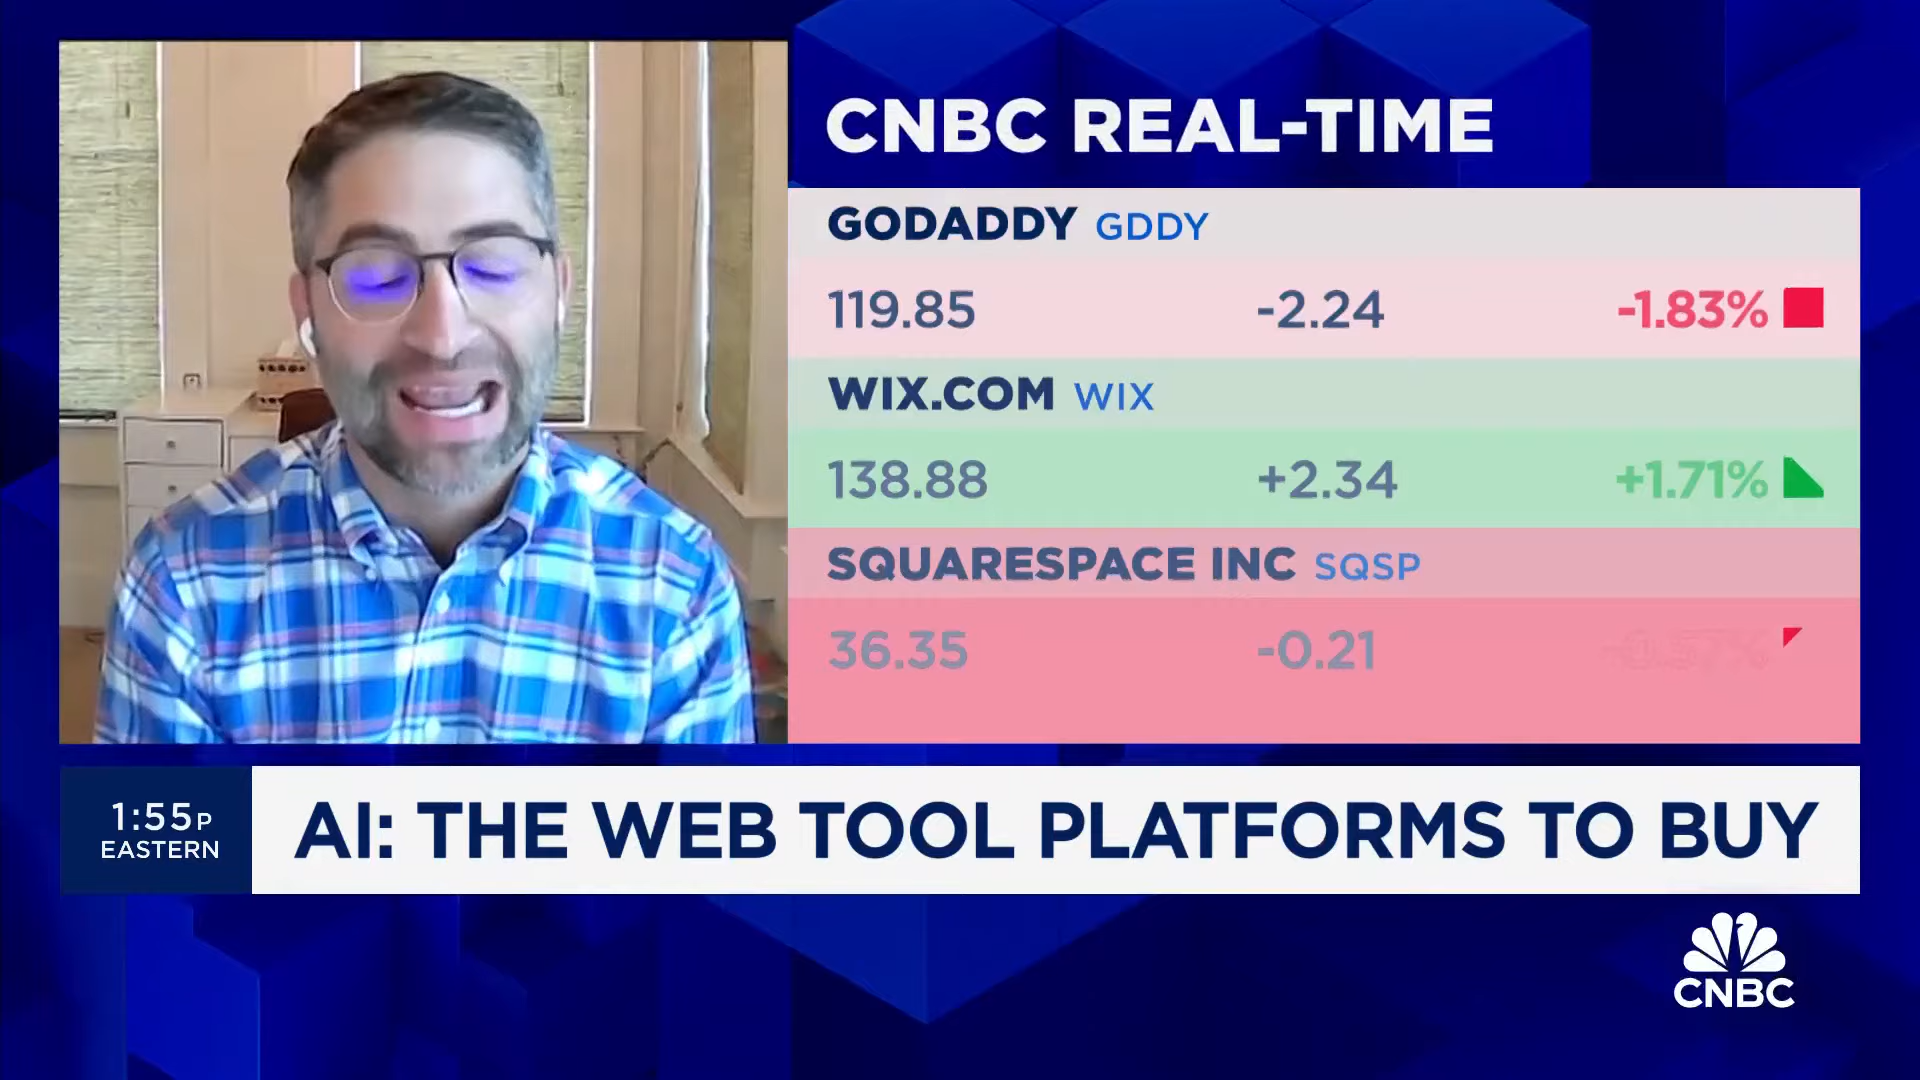 CNBC REAL-TIME
GODADDY GDDY
119.85 -2.24 -1.83%
WIX.COM WIX
138.88 +2.34 +1.71%
SQUARESPACE INC SQSP
36.35 -0.21 -0.57%
1:55P
EASTERN
AI: THE WEB TOOL PLATFORMS TO BUY
CNBC